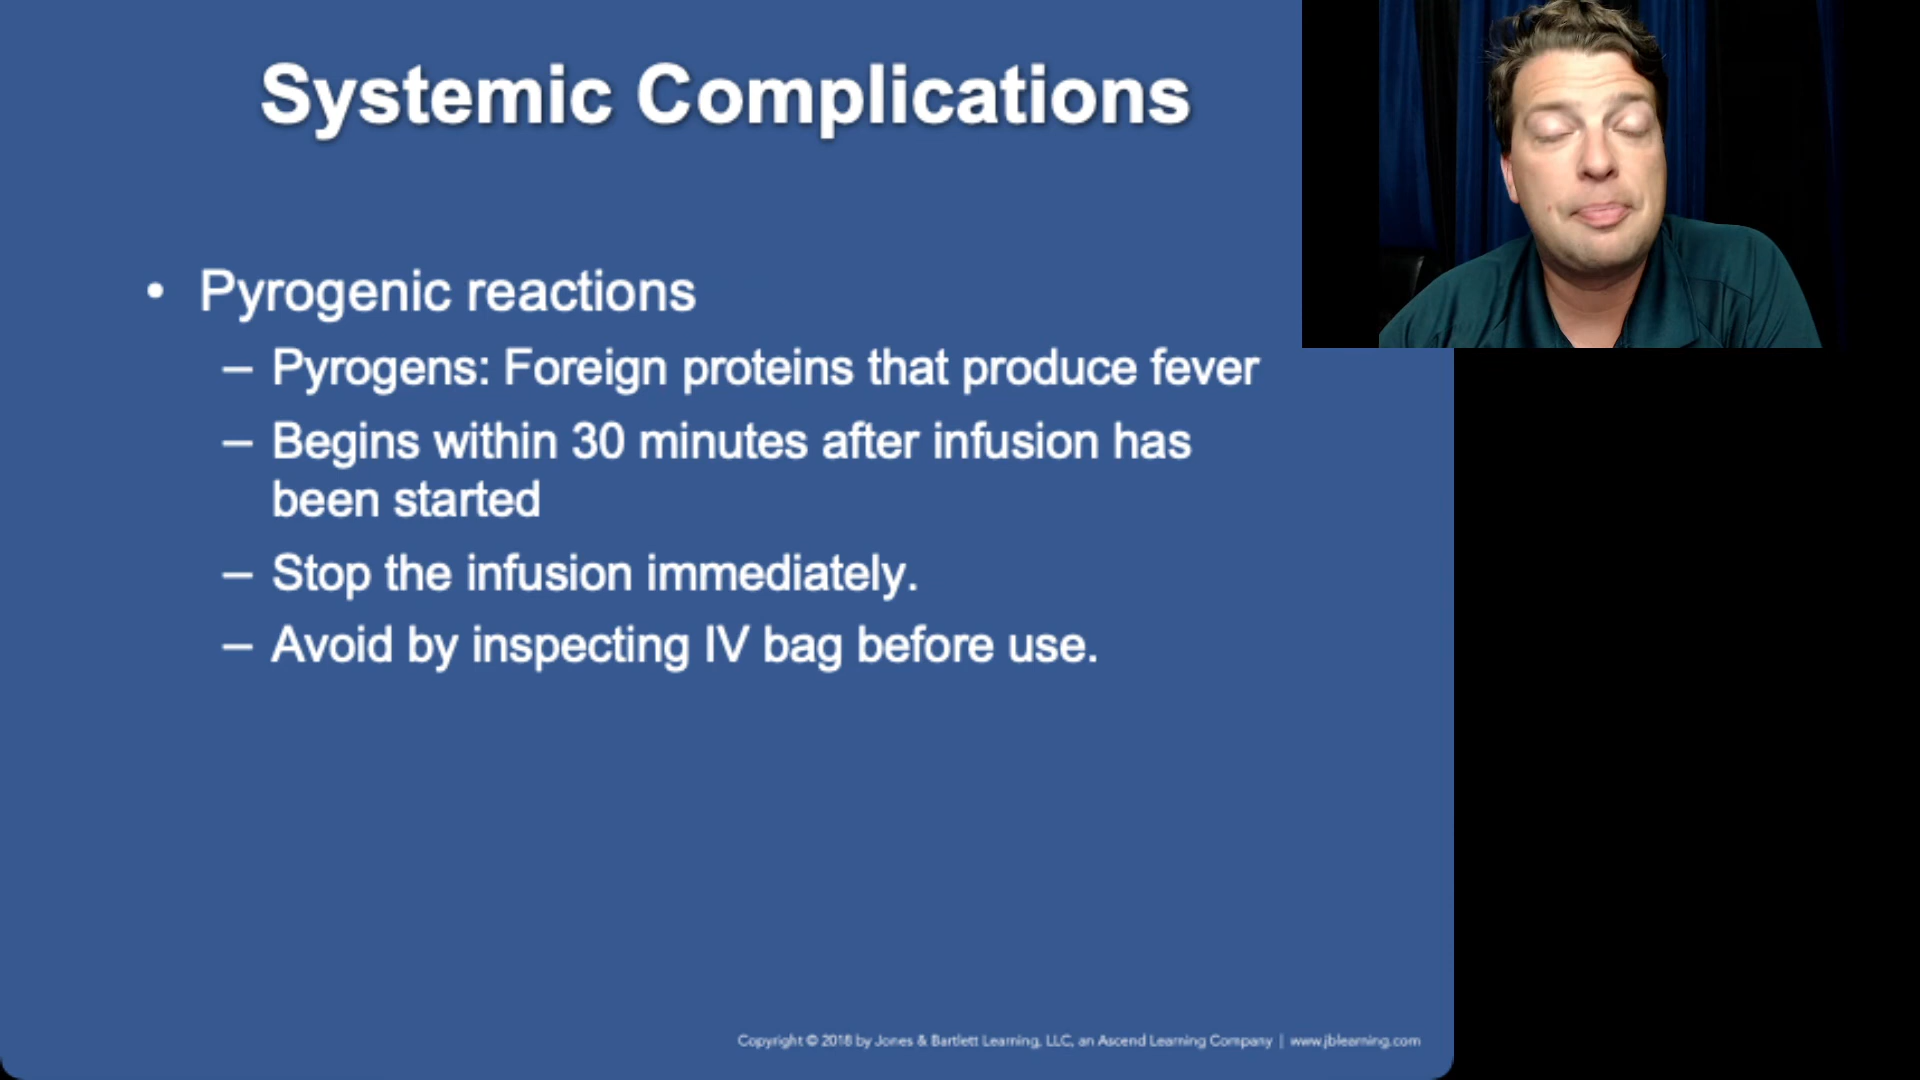 Systemic Complications
• Pyrogenic reactions
– Pyrogens: Foreign proteins that produce fever
– Begins within 30 minutes after infusion has
been started
– Stop the infusion immediately.
– Avoid by inspecting IV bag before use.
Copyright © 2018 by Jones & Bartlett Learning, LLC, an Ascend Learning Company | www.jblearning.com